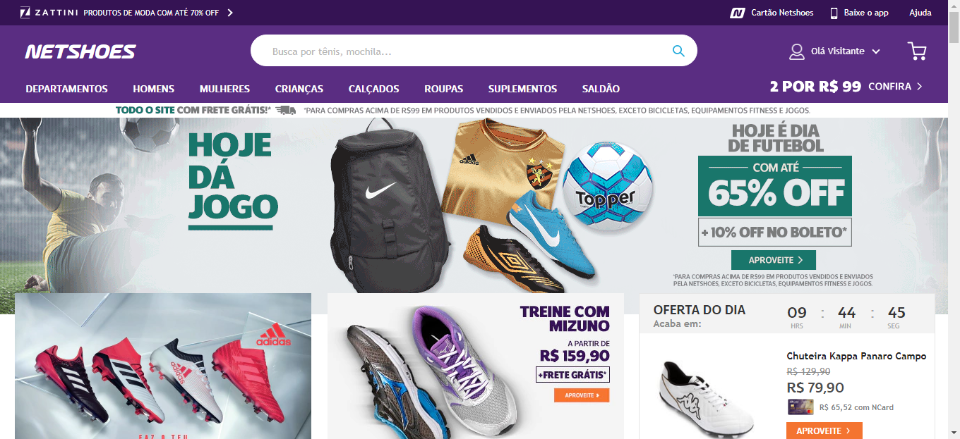 ZATTINI PRODUTOS DE MODA COM ATÉ 70% OFF
Cartão Netshoes
Baixe o app
Ajuda
NETSHOES
Busca por tênis, mochila...
Olá Visitante
DEPARTAMENTOS HOMENS MULHERES CRIANÇAS CALÇADOS ROUPAS SUPLEMENTOS SALDÃO
2 POR R$ 99 CONFIRA
TODO O SITE COM FRETE GRÁTIS!* *PARA COMPRAS ACIMA DE R$99 EM PRODUTOS VENDIDOS E ENVIADOS PELA NETSHOES. EXCETO BICICLETAS, EQUIPAMENTOS FITNESS E JOGOS.
HOJE
DÁ
JOGO
adidas
Topper
HOJE É DIA
DE FUTEBOL
COM ATÉ
65% OFF
+10% OFF NO BOLETO*
APROVEITE
*PARA COMPRAS ACIMA DE R$99 EM PRODUTOS VENDIDOS E ENVIADOS
PELA NETSHOES. EXCETO BICICLETAS, EQUIPAMENTOS FITNESS E JOGOS.
adidas
TREINE COM
MIZUNO
A PARTIR DE
R$ 159,90
+FRETE GRÁTIS*
APROVEITE
OFERTA DO DIA
Acaba em:
09 : 44 : 45
HRS MIN SEG
Chuteira Kappa Panaro Campo
R$ 129,90
R$ 79,90
R$ 65,52 com NCard
APROVEITE
Kappa